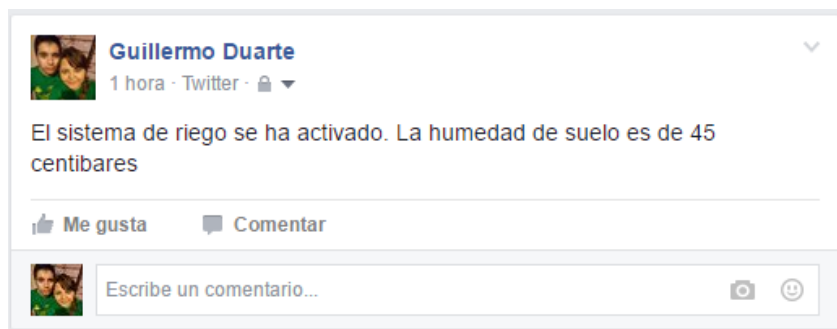 Guillermo Duarte
1 hora · Twitter ·
El sistema de riego se ha activado. La humedad de suelo es de 45
centibares
Me gusta Comentar
Escribe un comentario...